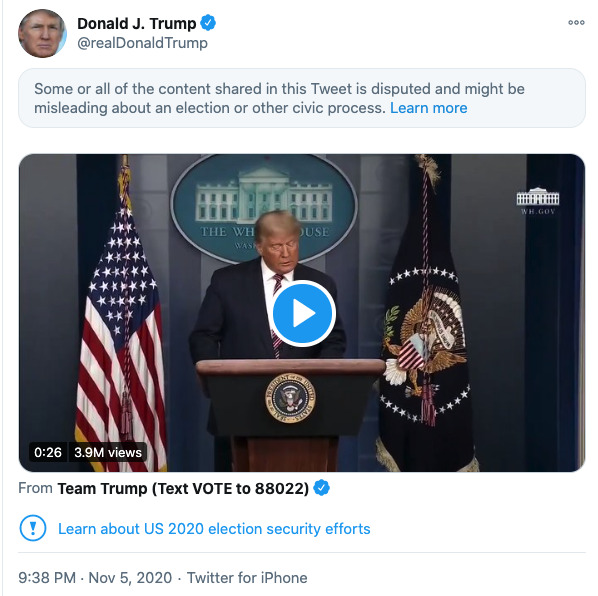 Donald J. Trump
@realDonaldTrump
Some or all of the content shared in this Tweet is disputed and might be
misleading about an election or other civic process. Learn more
THE WH OUSE
WAS
WH.GOV
PRESIDENT
STATES
0:26 3.9M views
From Team Trump (Text VOTE to 88022)
Learn about US 2020 election security efforts
9:38 PM · Nov 5, 2020 · Twitter for iPhone